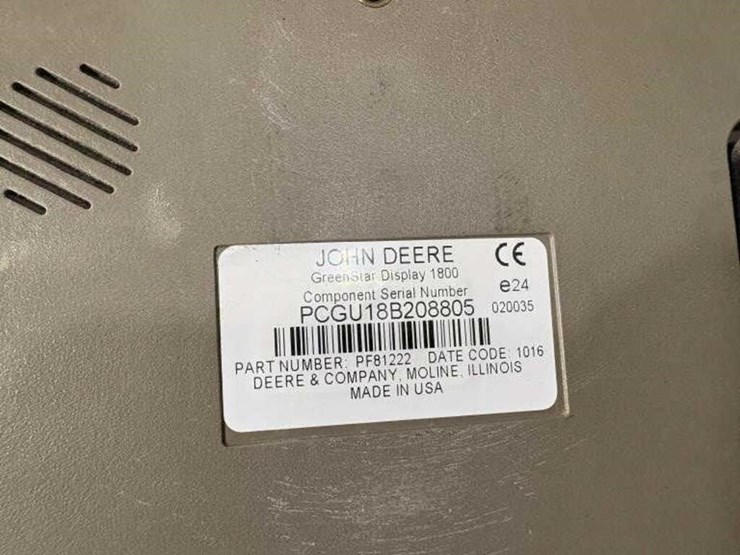 JOHN DEERE CE
GreenStar Display 1800
Component Serial Number e24
PCGU18B208805 020035
PART NUMBER: PF81222 DATE CODE: 1016
DEERE & COMPANY, MOLINE, ILLINOIS
MADE IN USA